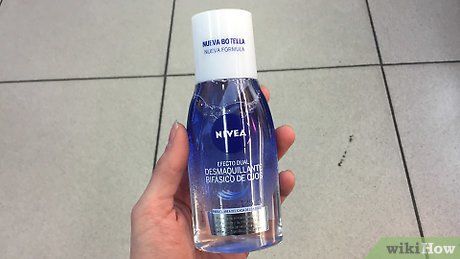 NUEVA BOTELLA
NUEVA FÓRMULA
NIVEA
EFECTO DUAL
DESMAQUILLANTE
BIFÁSICO DE OJOS
wikiHow